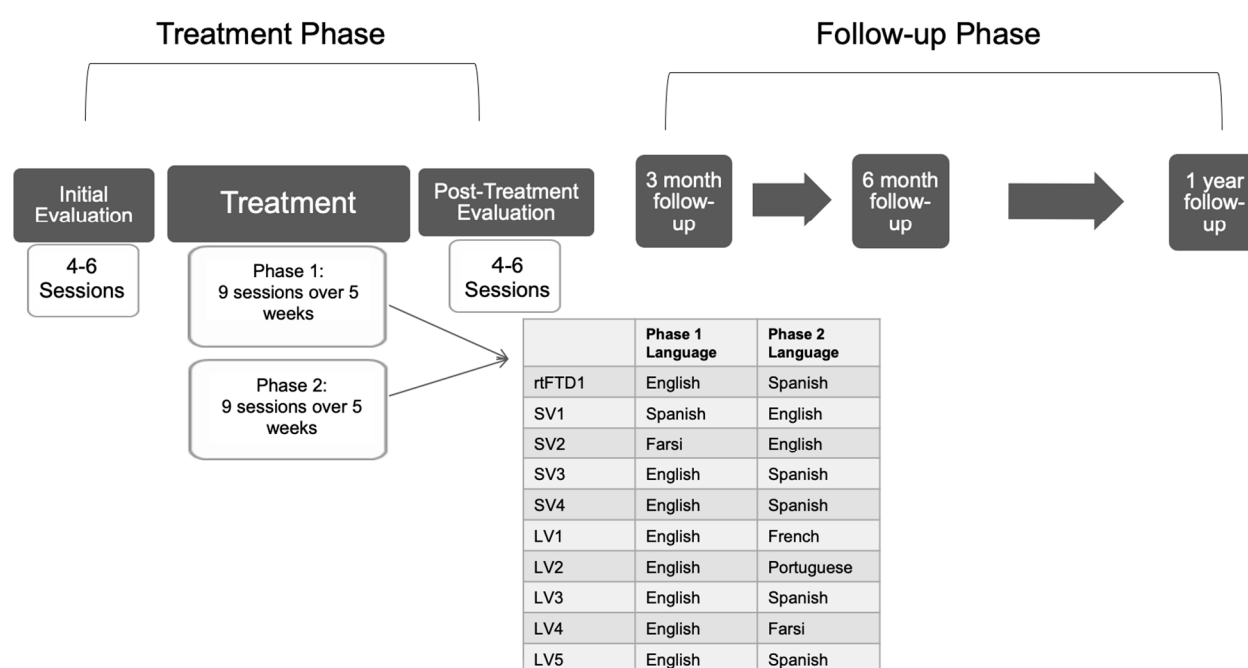 Treatment Phase
Follow-up Phase
Initial
Evaluation
Treatment
Post-Treatment
Evaluation
3 month
follow-
up
6 month
follow-
up
1 year
follow-
up
4-6
Sessions
Phase 1:
9 sessions over 5
weeks
4-6
Sessions
Phase 2:
9 sessions over 5
weeks
Phase 1
Language
Phase 2
Language
rtFTD1 English Spanish
SV1 Spanish English
SV2 Farsi English
SV3 English Spanish
SV4 English Spanish
LV1 English French
LV2 English Portuguese
LV3 English Spanish
LV4 English Farsi
LV5 English Spanish